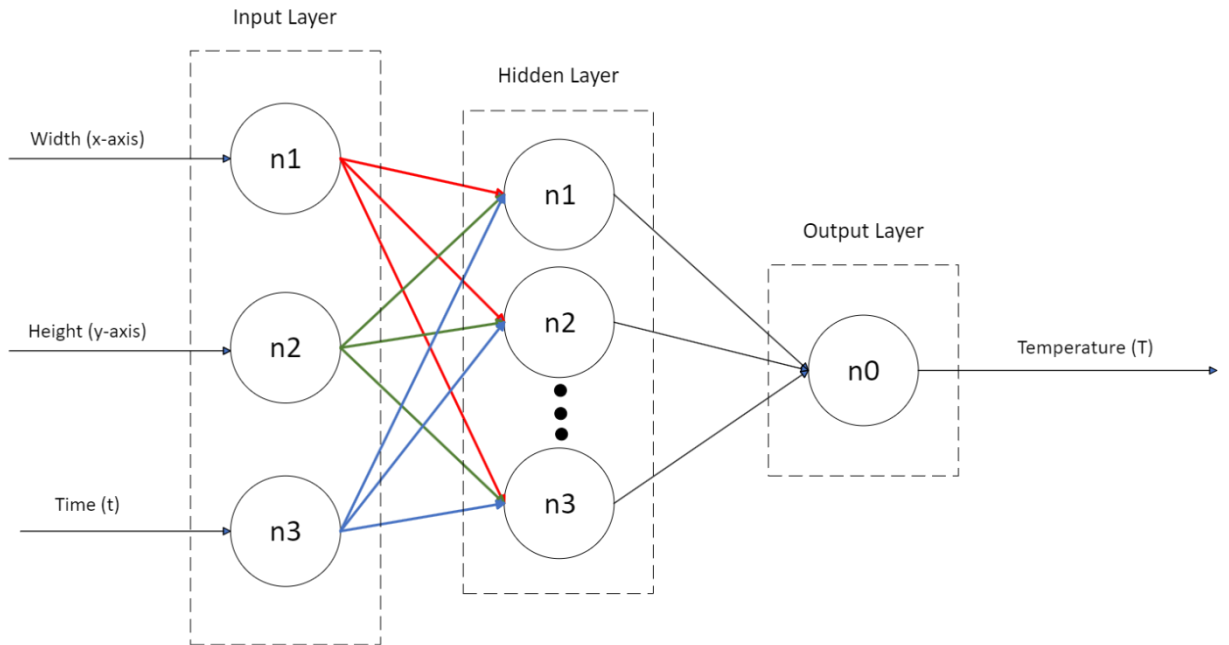 Input Layer
Hidden Layer
Output Layer
Width (x-axis)
n1
n1
Height (y-axis)
n2
n2
n0
Temperature (T)
Time (t)
n3
n3